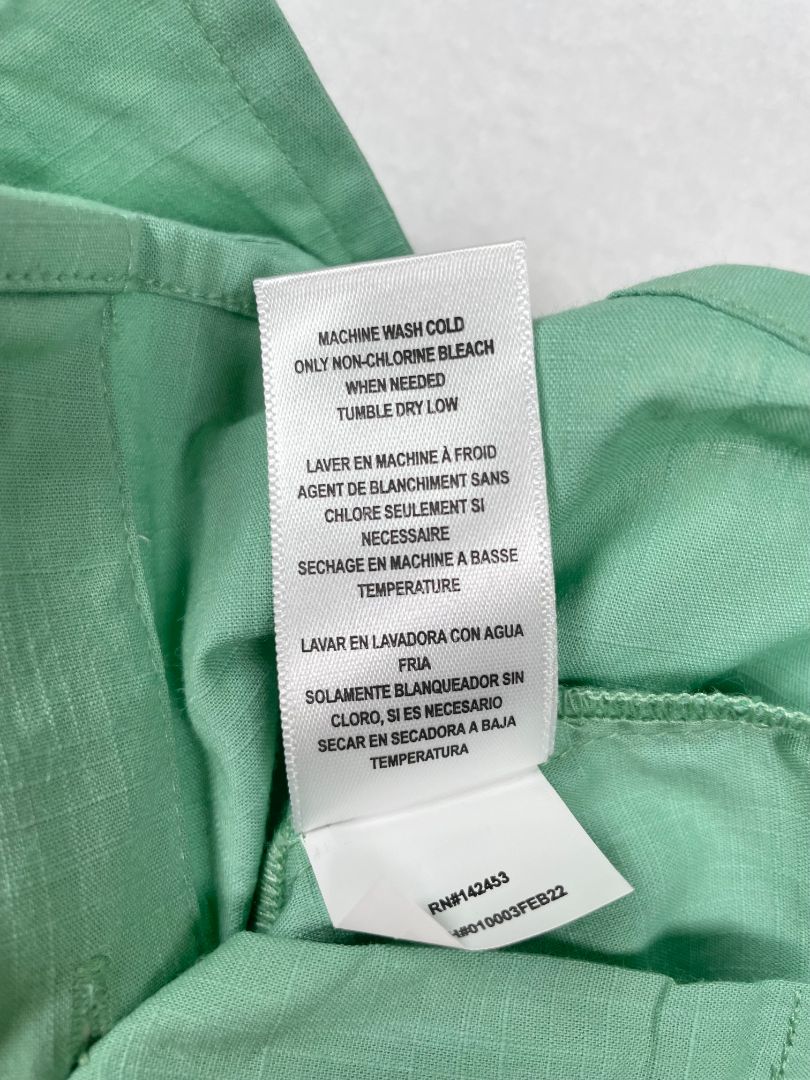 MACHINE WASH COLD
ONLY NON-CHLORINE BLEACH
WHEN NEEDED
TUMBLE DRY LOW
LAVER EN MACHINE À FROID
AGENT DE BLANCHIMENT SANS
CHLORE SEULEMENT SI
NECESSAIRE
SECHAGE EN MACHINE A BASSE
TEMPERATURE
LAVAR EN LAVADORA CON AGUA
FRIA
SOLAMENTE BLANQUEADOR SIN
CLORO, SI ES NECESARIO
SECAR EN SECADORA A BAJA
TEMPERATURA
RN#142453
#010003FEB22